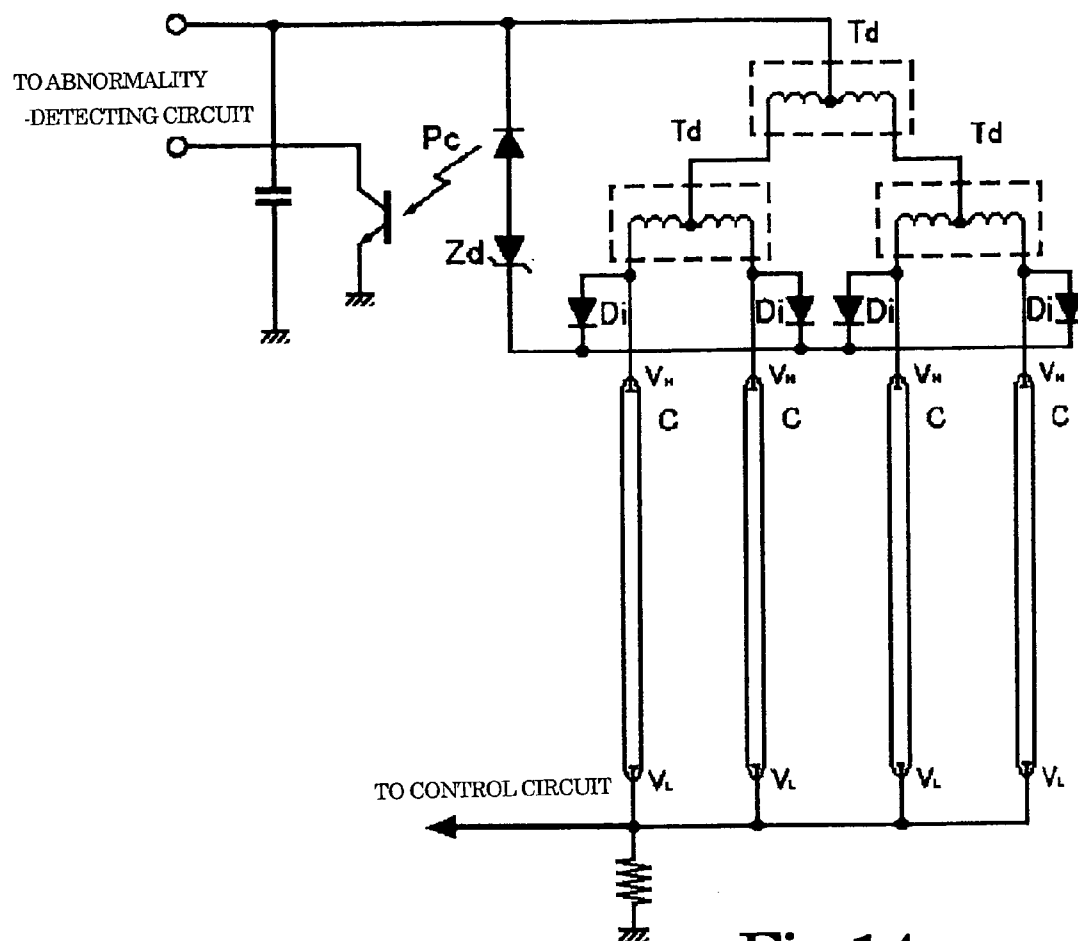 Td
TO ABNORMALITY
-DETECTING CIRCUIT
Pc
Td
Td
Zd
Di
Di
Di
Di
VH
VH
VH
VH
C
C
C
C
TO CONTROL CIRCUIT
VL
VL
VL
VL